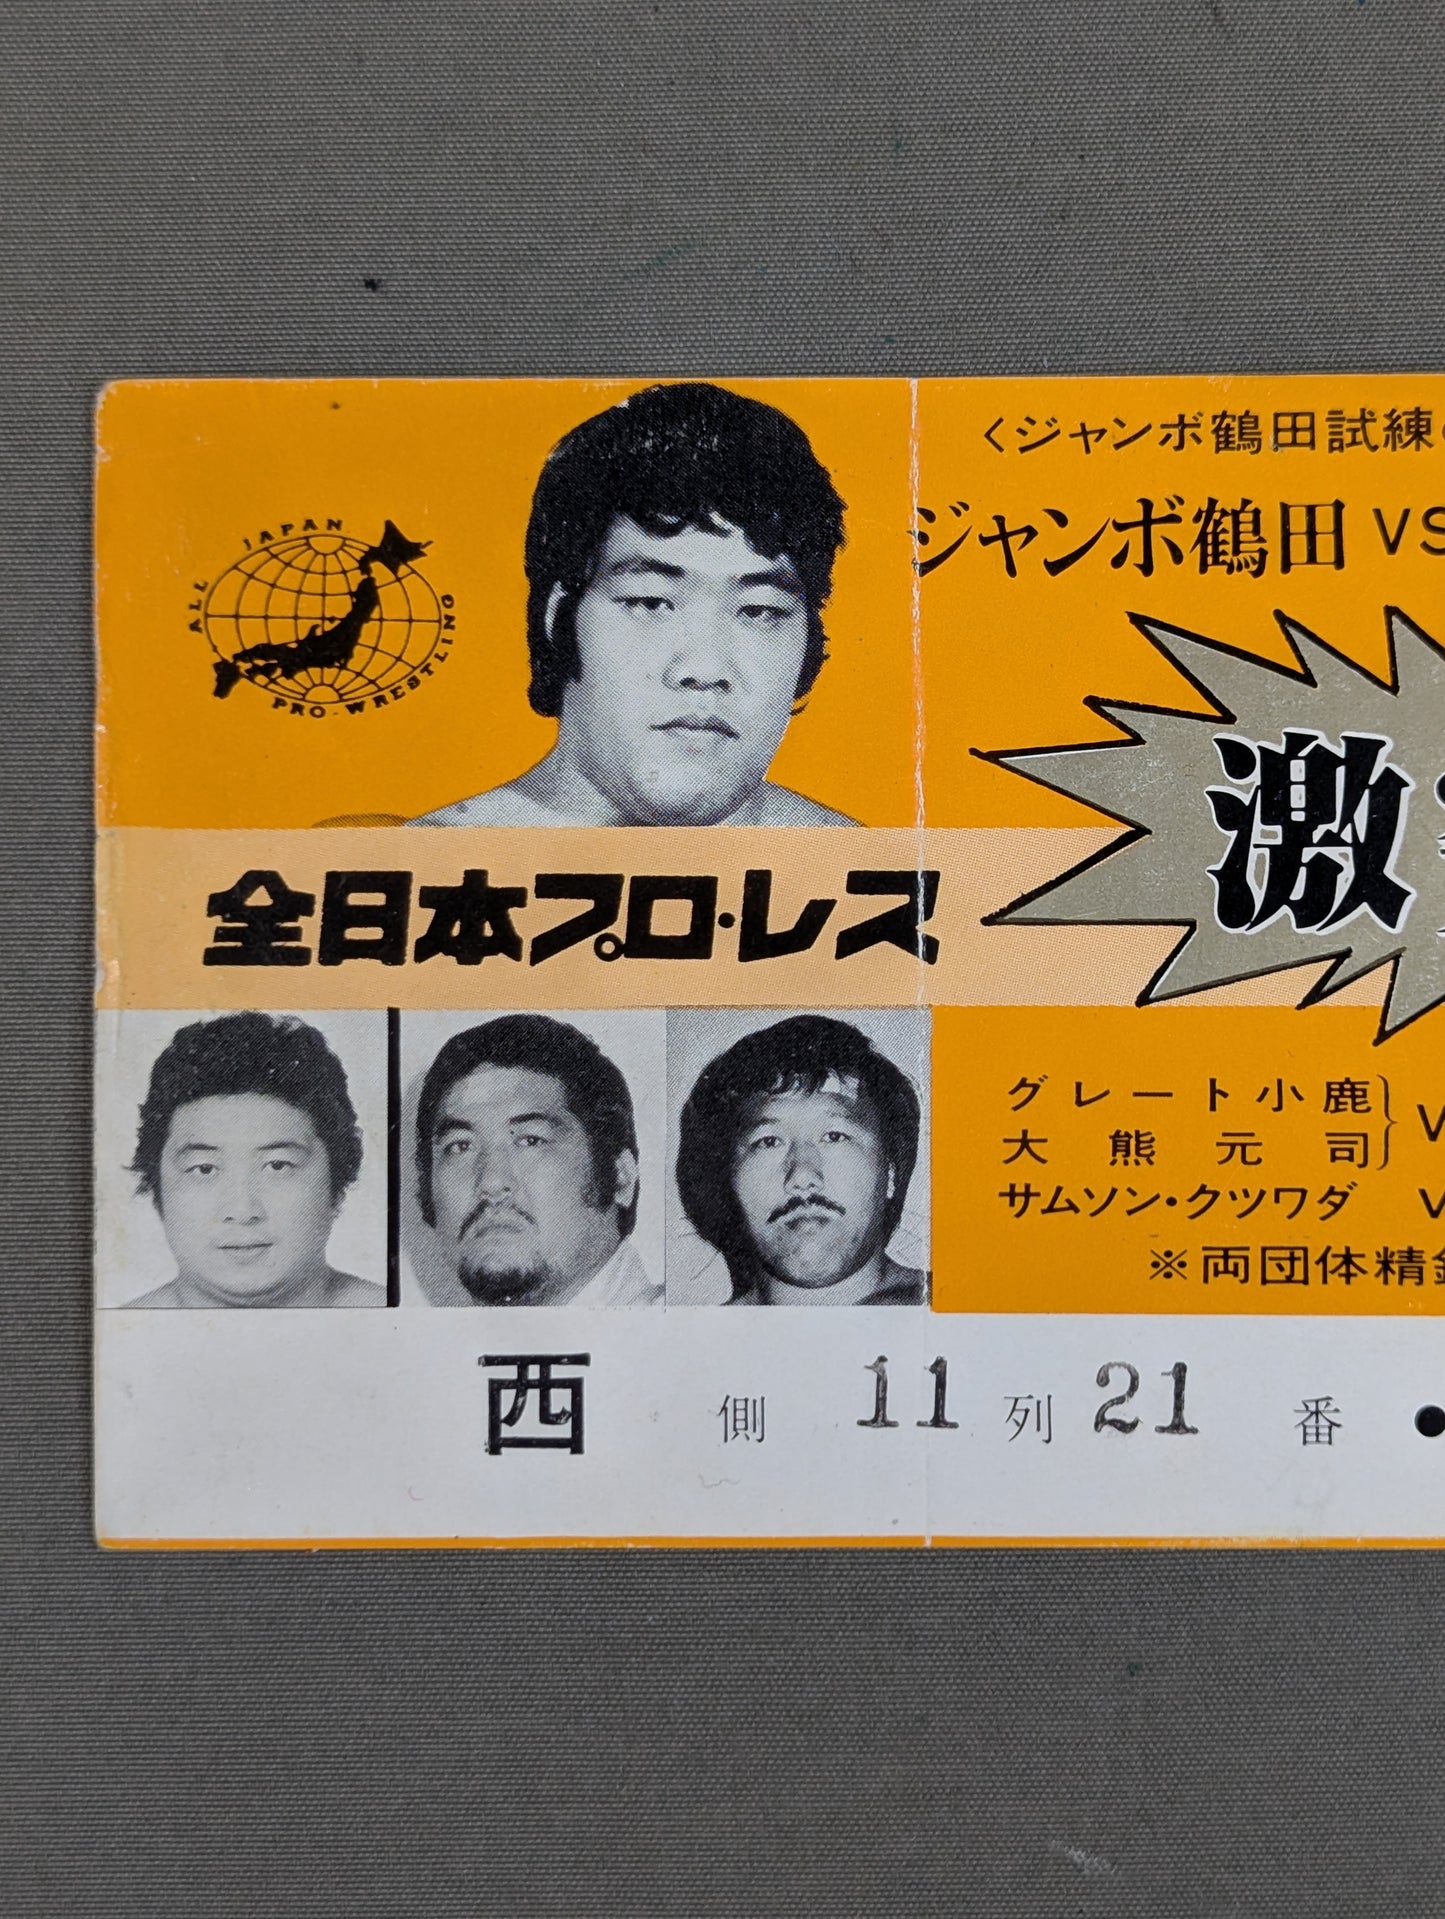 ALL JAPAN
PRO-WRESTLING
<ジャンボ鶴田試練
ジャンボ鶴田 VS
激
全日本プロ・レス
グレート小鹿
大熊元司
サムソン・クツワダ
※両団体精
西 側 11 列 21 番 ●